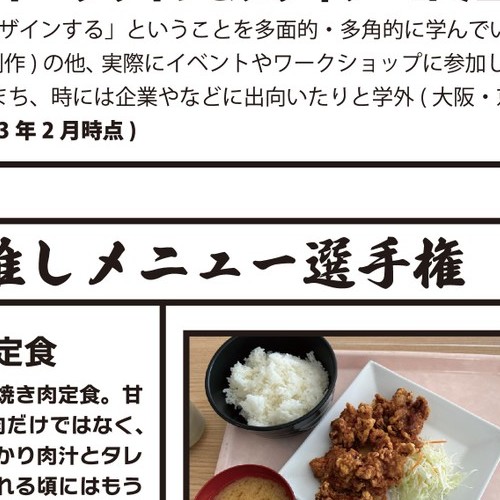 ザインする」ということを多面的・多角的に学んでい
制作 ) の他、実際にイベントやワークショップに参加し
まち、時には企業やなどに出向いたりと学外 ( 大阪・
3 年 2 月時点 )
推しメニュー選手権
定食
焼き肉定食。甘
肉だけではなく、
かり肉汁とタレ
れる頃にはもう